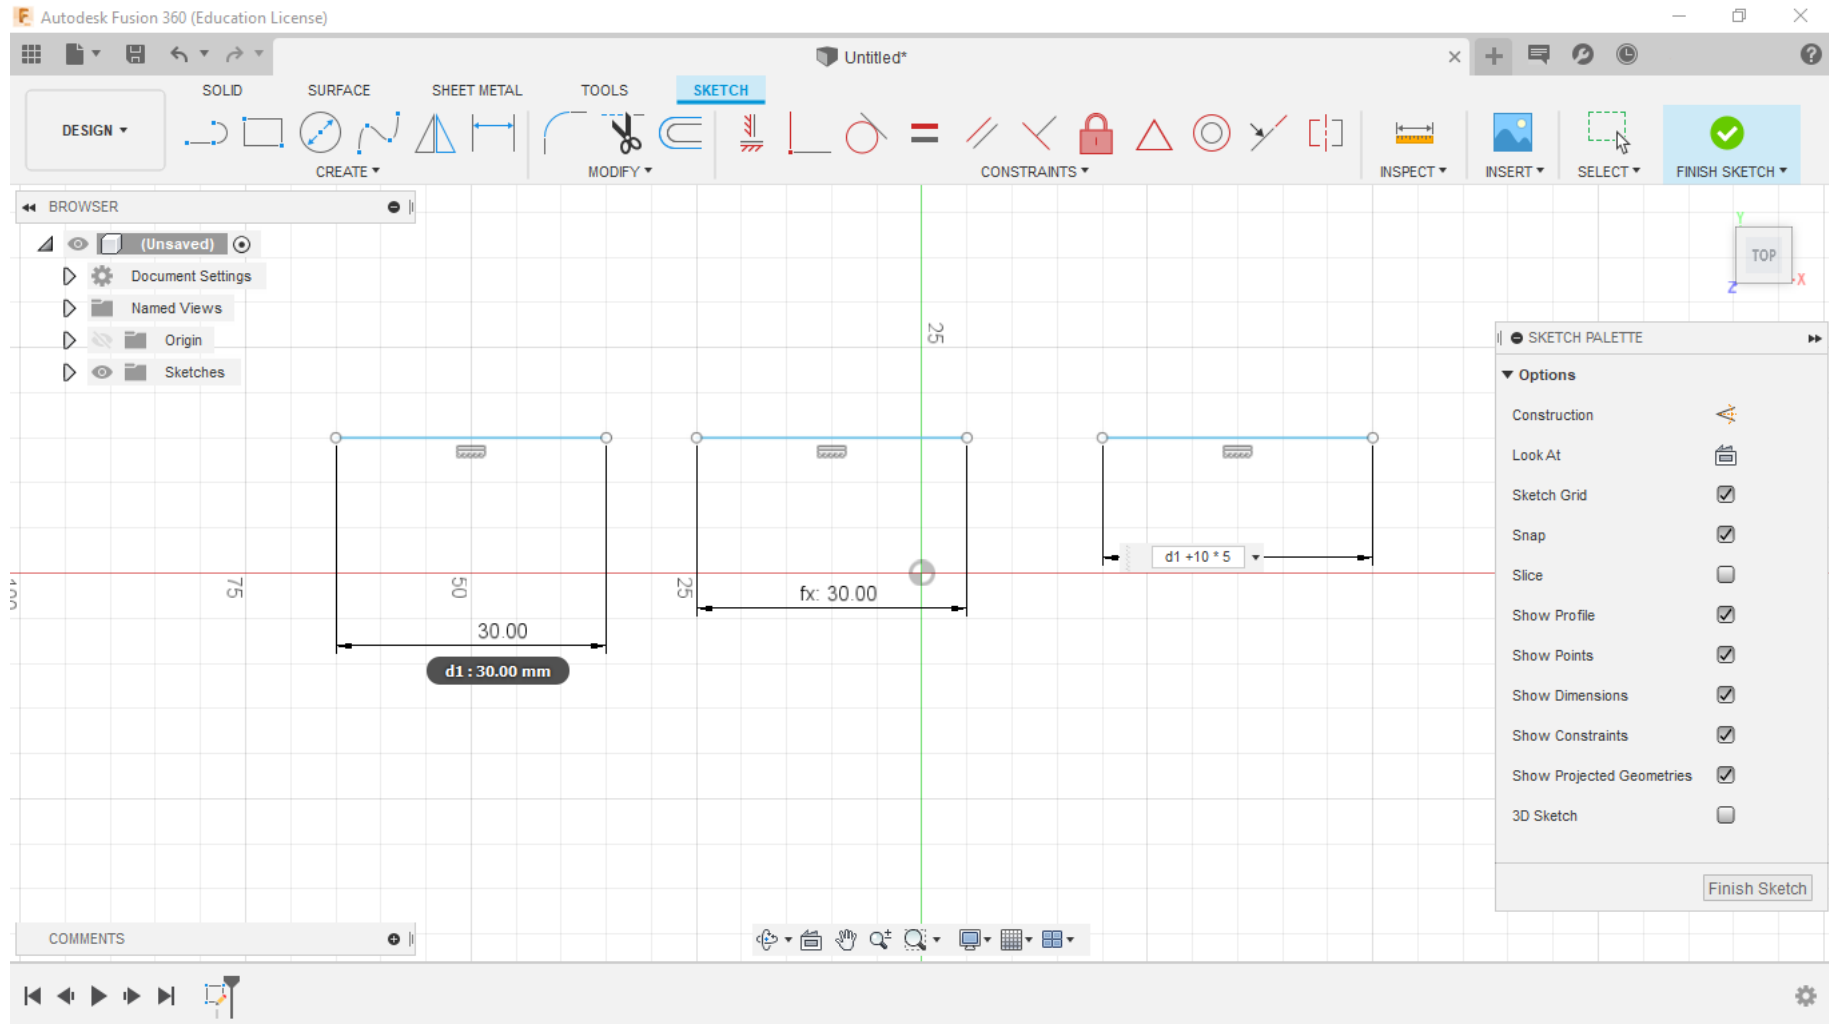 Autodesk Fusion 360 (Education License)
Untitled*
SOLID SURFACE SHEET METAL TOOLS SKETCH
DESIGN
CREATE MODIFY CONSTRAINTS INSPECT INSERT SELECT FINISH SKETCH
BROWSER
(Unsaved)
Document Settings
Named Views
Origin
Sketches
Y
TOP
X
Z
25
75
50
25
100
30.00
d1 : 30.00 mm
fx: 30.00
d1 +10 * 5
SKETCH PALETTE
Options
Construction
Look At
Sketch Grid
Snap
Slice
Show Profile
Show Points
Show Dimensions
Show Constraints
Show Projected Geometries
3D Sketch
Finish Sketch
COMMENTS